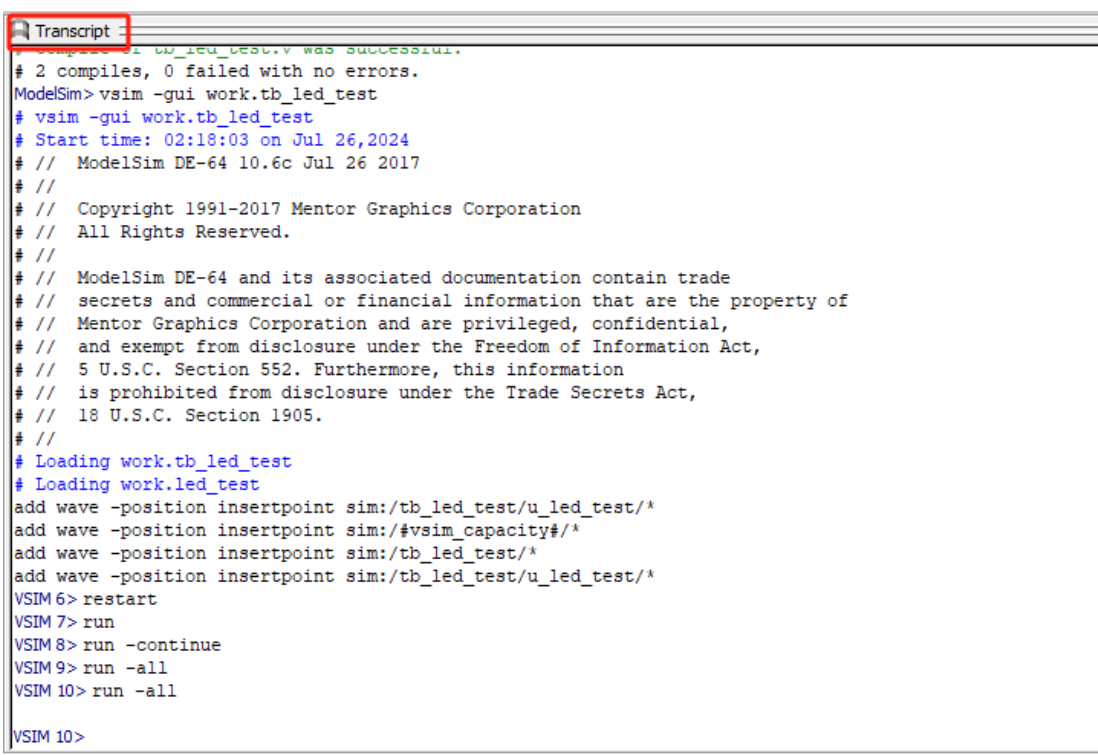 Transcript
# compile of tb_led_test.v was successful.
# 2 compiles, 0 failed with no errors.
ModelSim> vsim -gui work.tb_led_test
# vsim -gui work.tb_led_test
# Start time: 02:18:03 on Jul 26,2024
# //  ModelSim DE-64 10.6c Jul 26 2017
# //
# //  Copyright 1991-2017 Mentor Graphics Corporation
# //  All Rights Reserved.
# //
# //  ModelSim DE-64 and its associated documentation contain trade
# //  secrets and commercial or financial information that are the property of
# //  Mentor Graphics Corporation and are privileged, confidential,
# //  and exempt from disclosure under the Freedom of Information Act,
# //  5 U.S.C. Section 552. Furthermore, this information
# //  is prohibited from disclosure under the Trade Secrets Act,
# //  18 U.S.C. Section 1905.
# //
# Loading work.tb_led_test
# Loading work.led_test
add wave -position insertpoint sim:/tb_led_test/u_led_test/*
add wave -position insertpoint sim:/#vsim_capacity#/*
add wave -position insertpoint sim:/tb_led_test/*
add wave -position insertpoint sim:/tb_led_test/u_led_test/*
VSIM 6> restart
VSIM 7> run
VSIM 8> run -continue
VSIM 9> run -all
VSIM 10> run -all
VSIM 10>